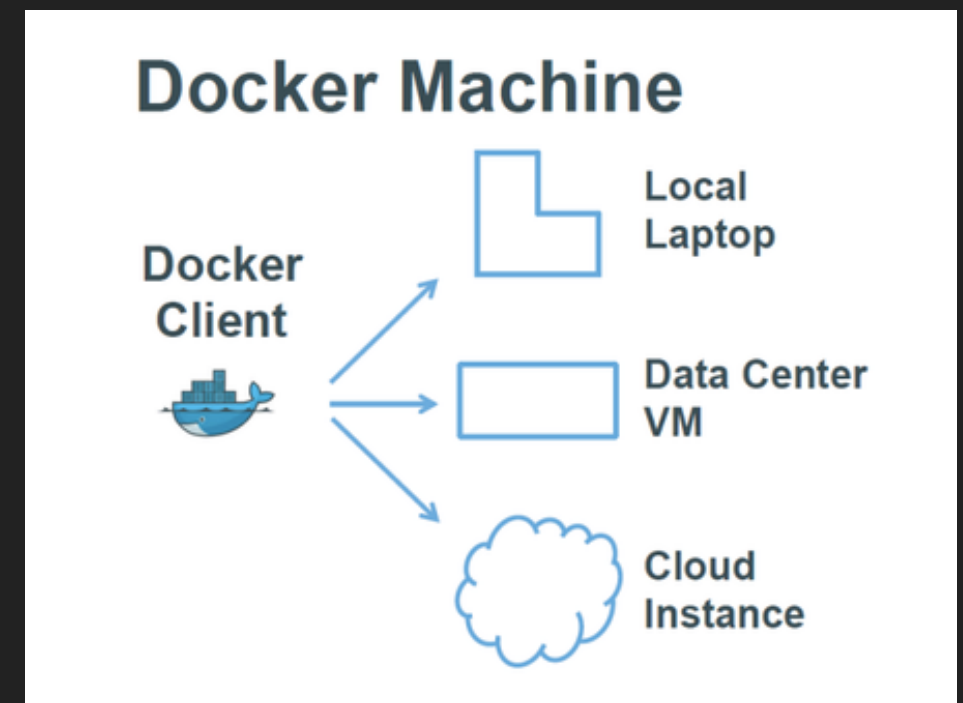 Docker Machine
Docker
Client
Local
Laptop
Data Center
VM
Cloud
Instance